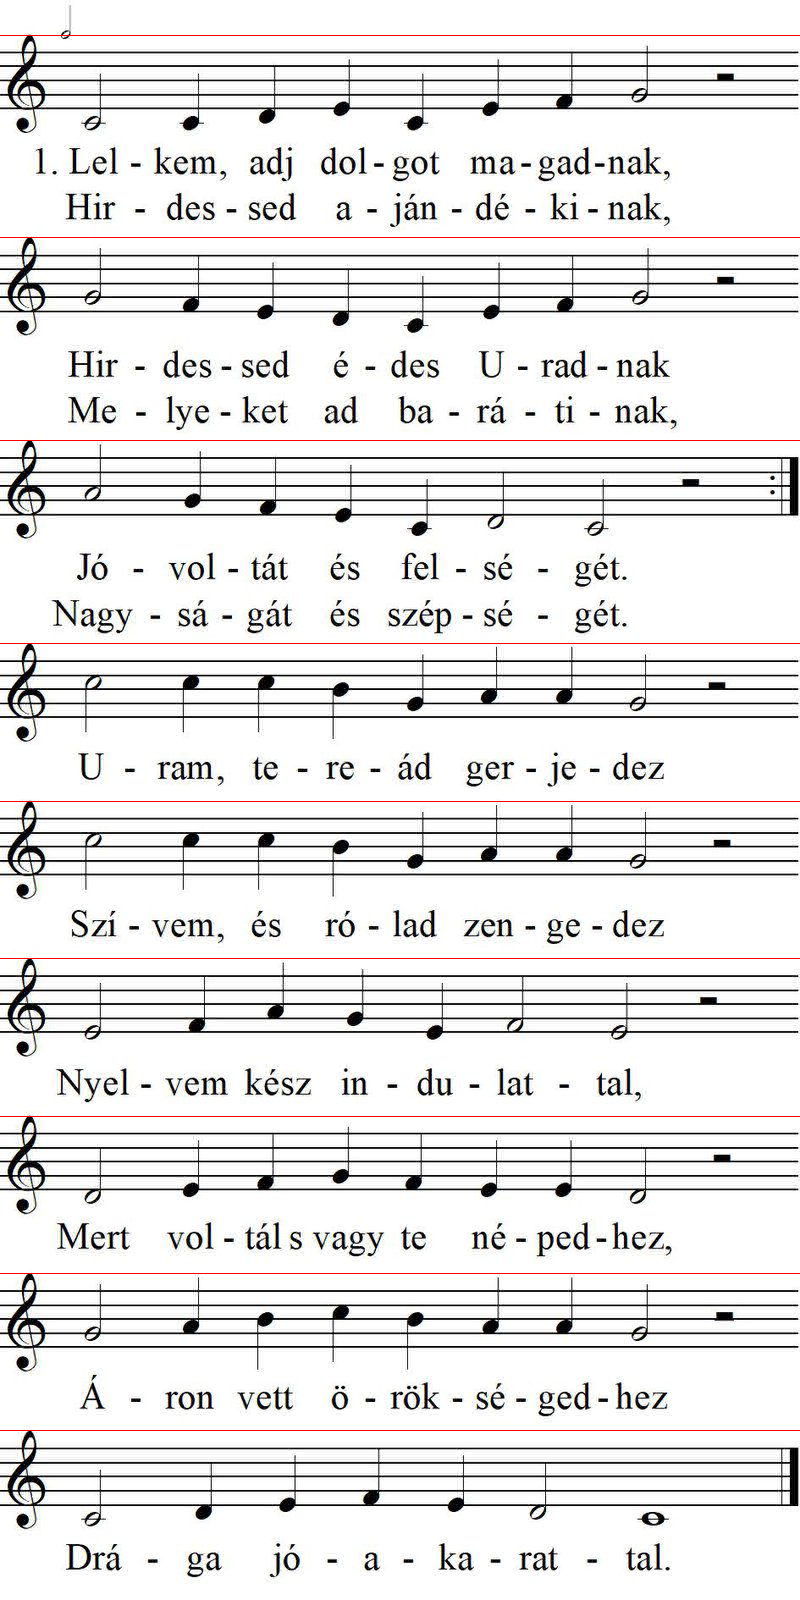 1. Lel - kem, adj dol - got ma - gad - nak,
Hir - des - sed a - ján - dé - ki - nak,
Hir - des - sed é - des U - rad - nak
Me - lye - ket ad ba - rá - ti - nak,
Jó - vol - tát és fel - sé - gét.
Nagy - sá - gát és szép - sé - gét.
U - ram, te - re - ád ger - je - dez
Szí - vem, és ró - lad zen - ge - dez
Nyel - vem kész in - du - lat - tal,
Mert vol - tál s vagy te né - ped - hez,
Á - ron vett ö - rök - sé - ged - hez
Drá - ga jó - a - ka - rat - tal.